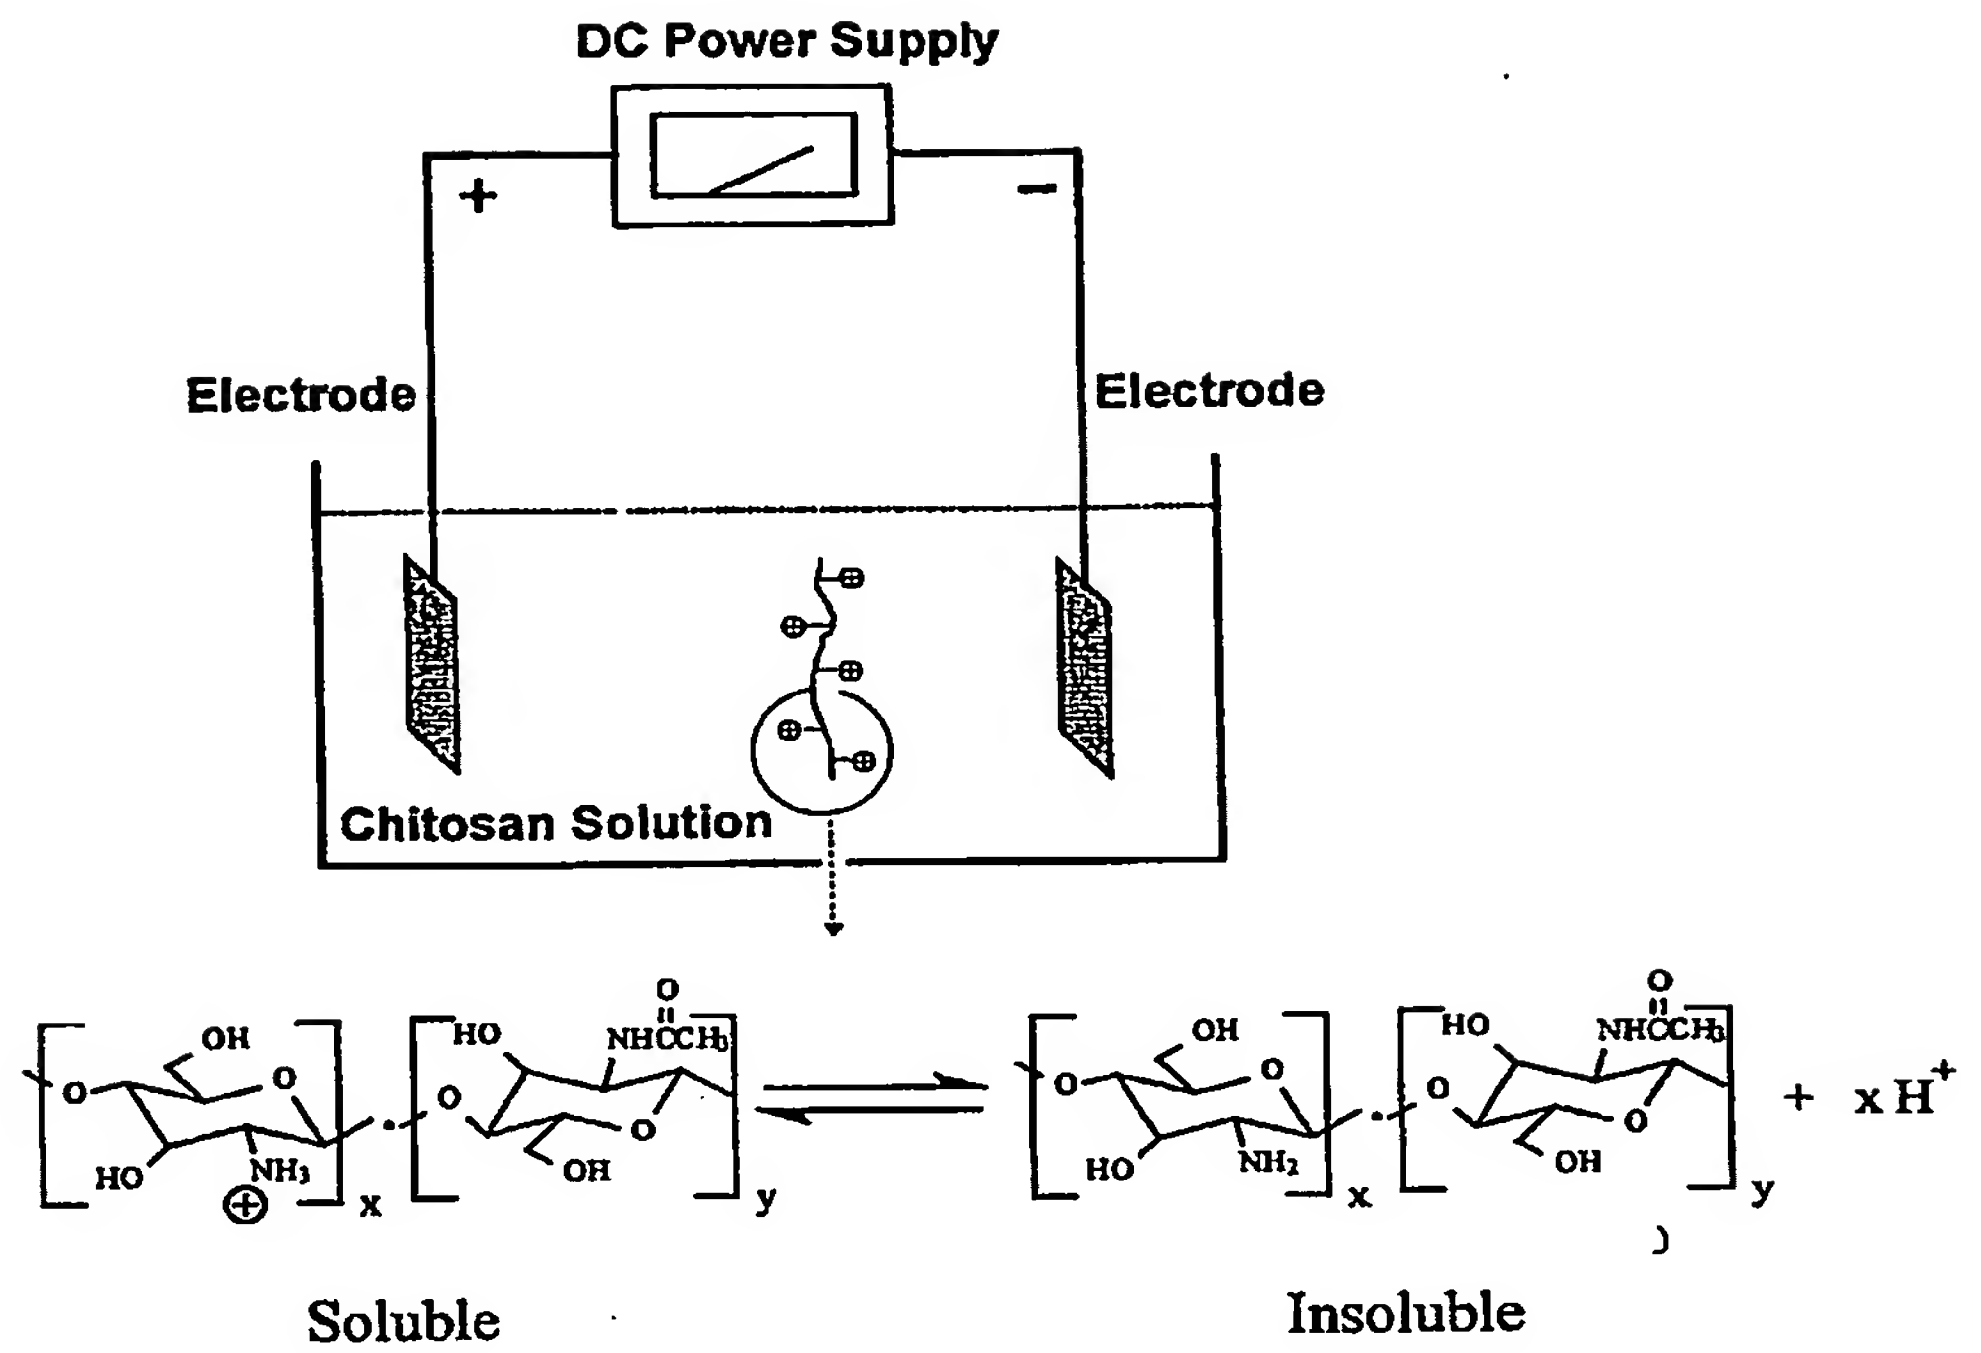 DC Power Supply
+
−
Electrode
Electrode
⊕
⊕
⊕
⊕
⊕
Chitosan Solution
O OH O HO NH3 ⊕ x
HO O NHCCH3 O O OH y
O OH O HO NH2 x
HO O NHCCH3 O O OH y
+ x H+
Soluble
Insoluble